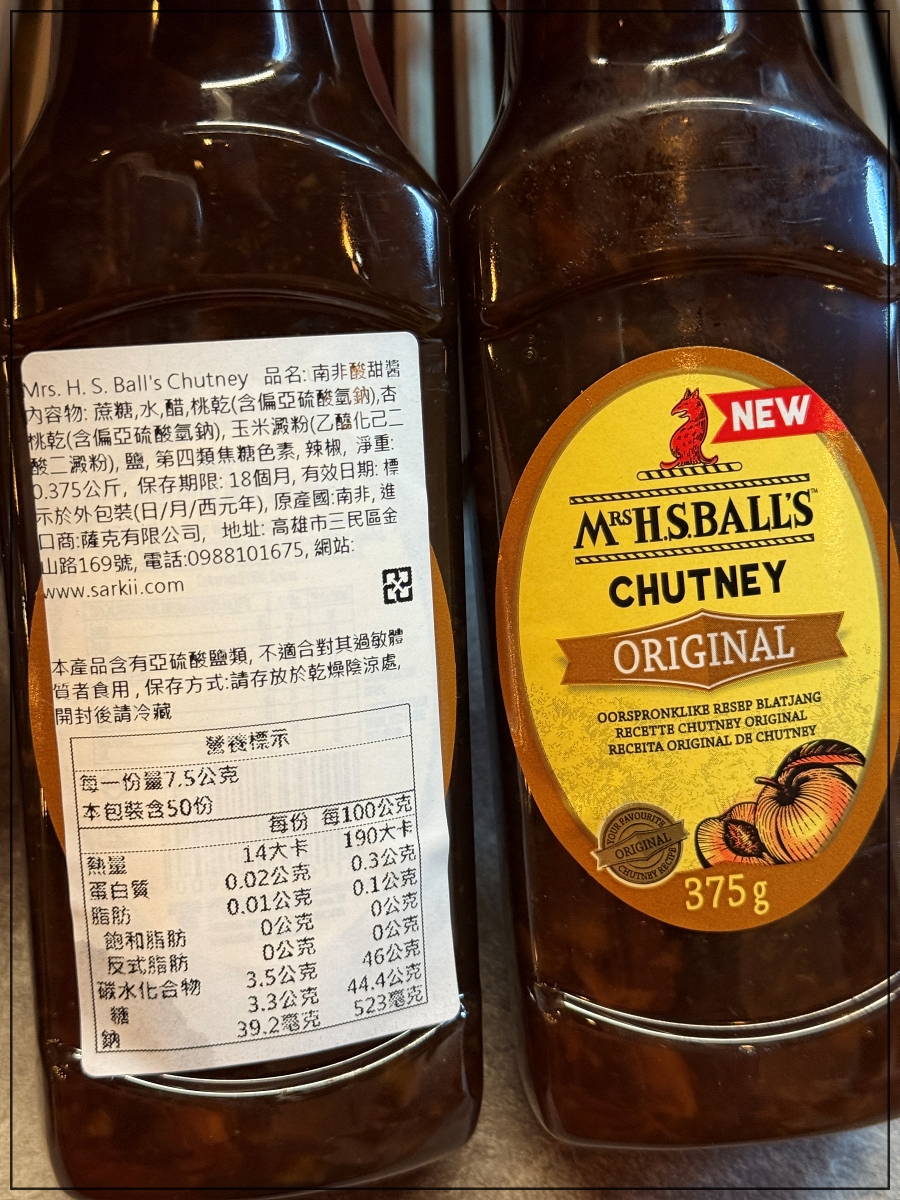 Mrs. H. S. Ball's Chutney 品名: 南非酸甜醬
內容物: 蔗糖,水,醋,桃乾(含偏亞硫酸氫鈉),杏
桃乾(含偏亞硫酸氫鈉), 玉米澱粉(乙醯化己二
酸二澱粉), 鹽, 第四類焦糖色素, 辣椒, 淨重:
0.375公斤, 保存期限: 18個月, 有效日期: 標
示於外包裝(日/月/西元年), 原產國:南非, 進
口商:薩克有限公司, 地址: 高雄市三民區金
山路169號, 電話:0988101675, 網站:
www.sarkii.com
本產品含有亞硫酸鹽類, 不適合對其過敏體
質者食用 , 保存方式:請存放於乾燥陰涼處,
開封後請冷藏
營養標示
每一份量7.5公克
本包裝含50份
每份 每100公克
熱量 14大卡 190大卡
蛋白質 0.02公克 0.3公克
脂肪 0.01公克 0.1公克
飽和脂肪 0公克 0公克
反式脂肪 0公克 0公克
碳水化合物 3.5公克 46公克
糖 3.3公克 44.4公克
鈉 39.2毫克 523毫克
NEW
MRS H.S.BALL'S™
CHUTNEY
ORIGINAL
OORSPRONKLIKE RESEP BLATJANG
RECETTE CHUTNEY ORIGINAL
RECEITA ORIGINAL DE CHUTNEY
YOUR FAVOURITE
ORIGINAL
CHUTNEY RECIPE
375g